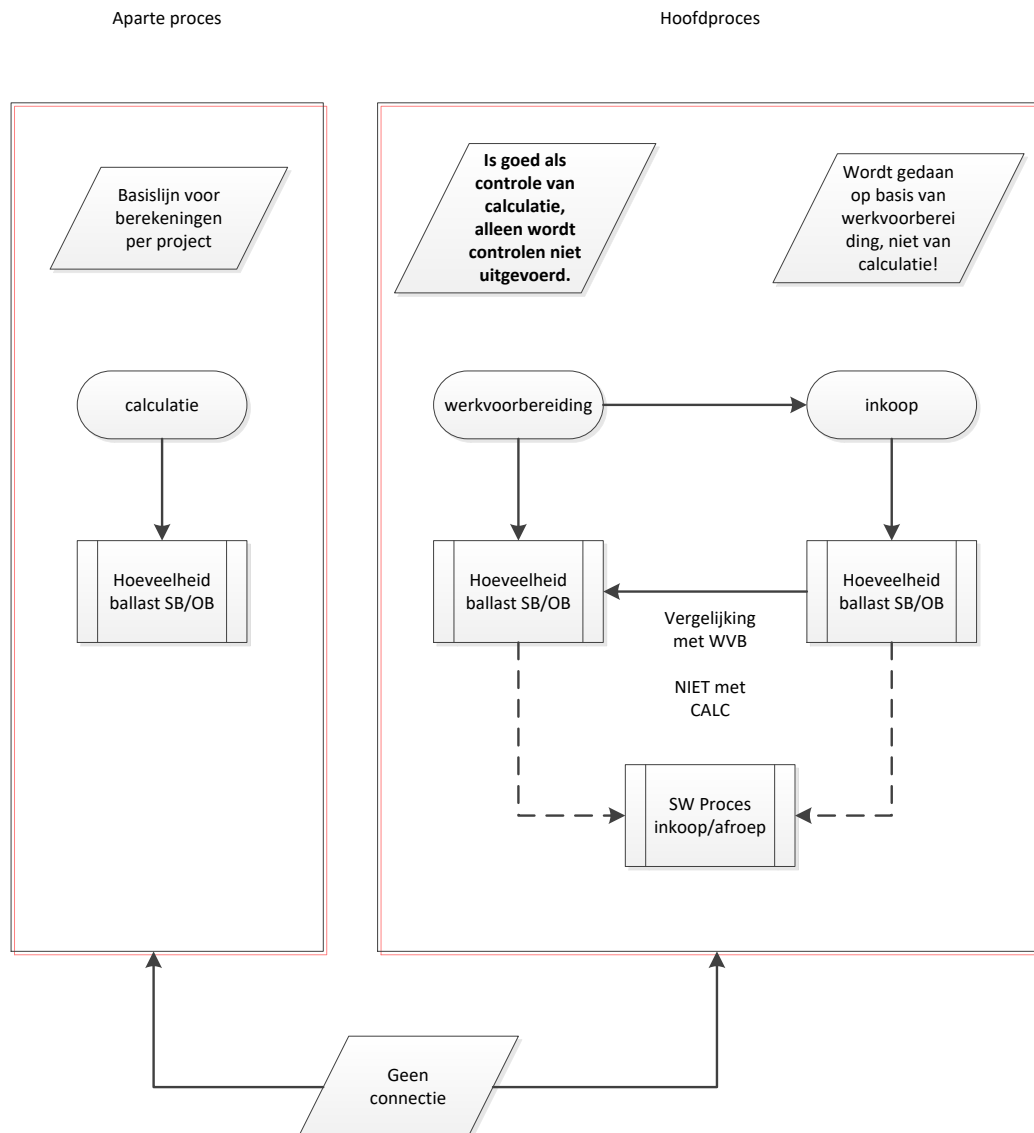 Aparte proces
Hoofdproces
Basislijn voor
berekeningen
per project
Is goed als
controle van
calculatie,
alleen wordt
controlen niet
uitgevoerd.
Wordt gedaan
op basis van
werkvoorberei
ding, niet van
calculatie!
calculatie
werkvoorbereiding
inkoop
Hoeveelheid
ballast SB/OB
Hoeveelheid
ballast SB/OB
Hoeveelheid
ballast SB/OB
Vergelijking
met WVB
NIET met
CALC
SW Proces
inkoop/afroep
Geen
connectie